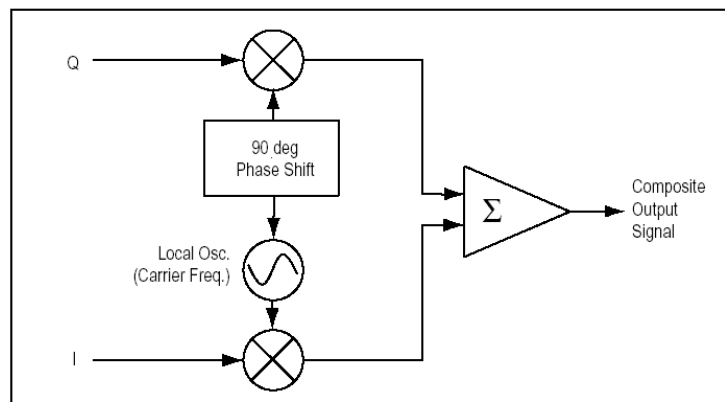 Q
90 deg
Phase Shift
Local Osc.
(Carrier Freq.)
Σ
Composite
Output
Signal
I